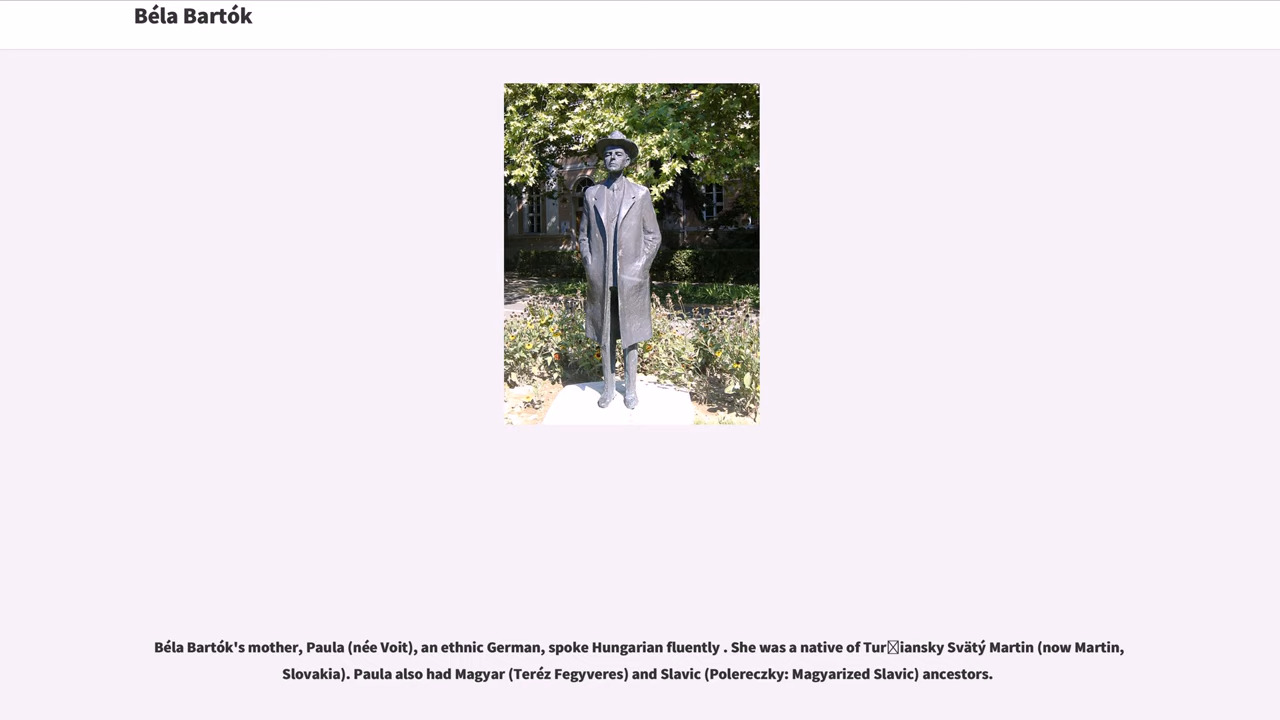 Béla Bartók
Béla Bartók's mother, Paula (née Voit), an ethnic German, spoke Hungarian fluently . She was a native of Tur☒iansky Svätý Martin (now Martin,
Slovakia). Paula also had Magyar (Teréz Fegyveres) and Slavic (Polereczky: Magyarized Slavic) ancestors.